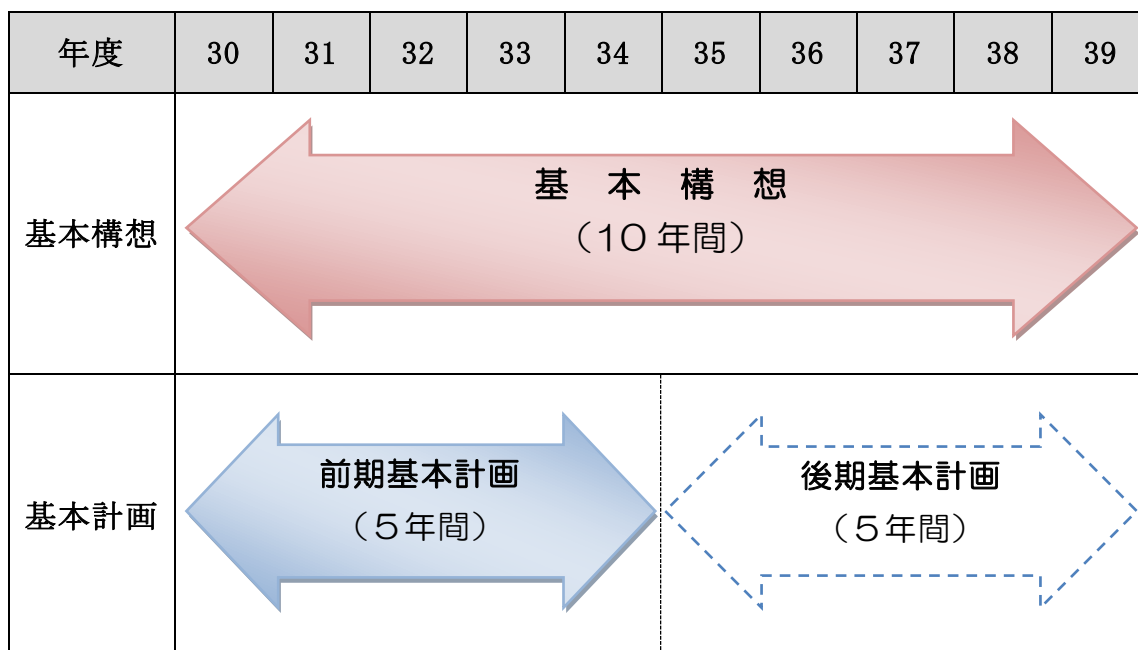 年度 30 31 32 33 34 35 36 37 38 39
基本構想
基 本 構 想
（10 年間）
基本計画
前期基本計画
（５年間）
後期基本計画
（５年間）